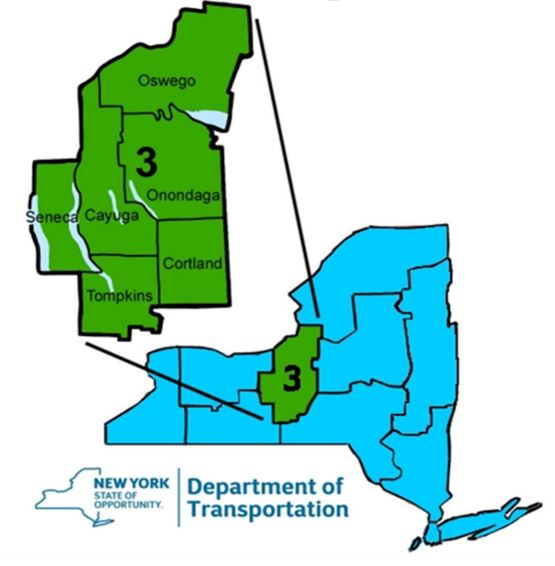 Oswego
3
Onondaga
Seneca Cayuga
Cortland
Tompkins
3
NEW YORK
STATE OF
OPPORTUNITY.
Department of
Transportation